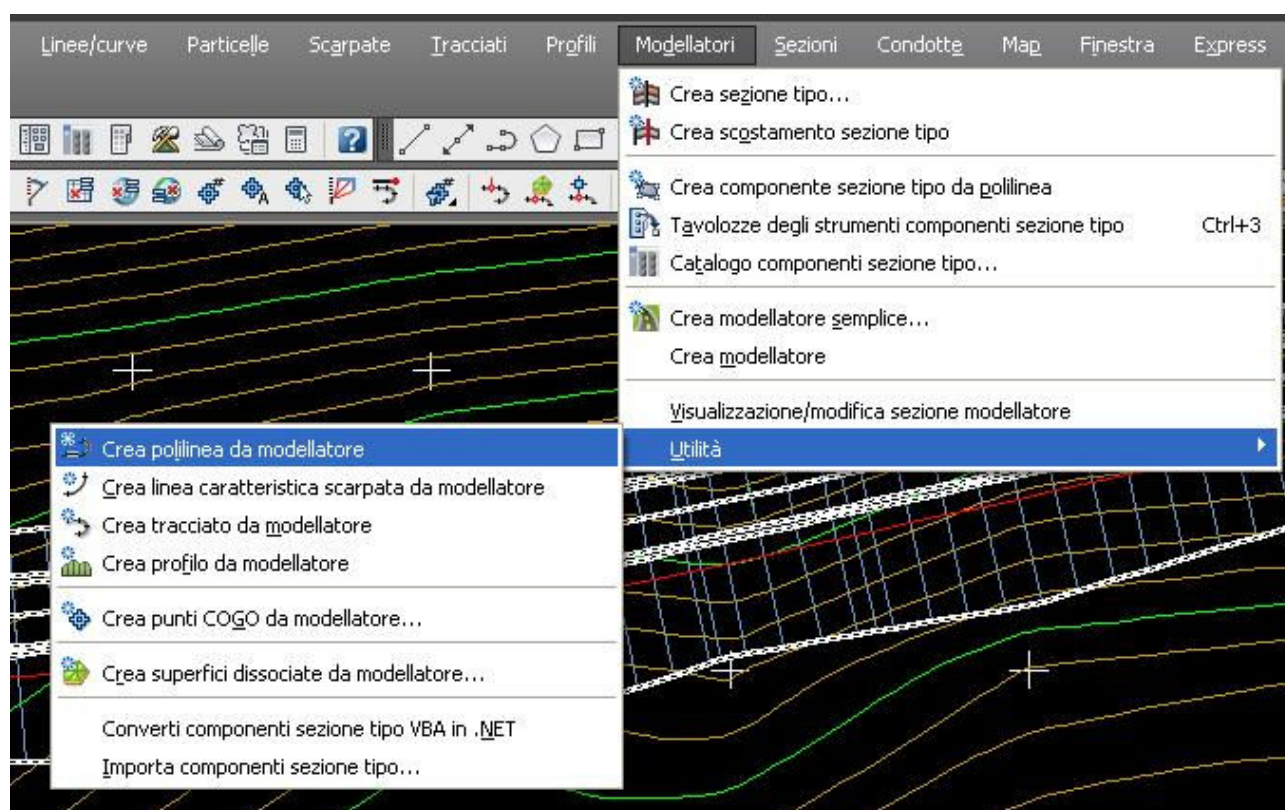 Linee/curve Particelle Scarpate Tracciati Profili Modellatori Sezioni Condotte Map Finestra Express
Crea sezione tipo...
Crea scostamento sezione tipo
Crea componente sezione tipo da polilinea
Tavolozze degli strumenti componenti sezione tipo Ctrl+3
Catalogo componenti sezione tipo...
Crea modellatore semplice...
Crea modellatore
Visualizzazione/modifica sezione modellatore
Utilità
Crea polilinea da modellatore
Crea linea caratteristica scarpata da modellatore
Crea tracciato da modellatore
Crea profilo da modellatore
Crea punti COGO da modellatore...
Crea superfici dissociate da modellatore...
Converti componenti sezione tipo VBA in .NET
Importa componenti sezione tipo...